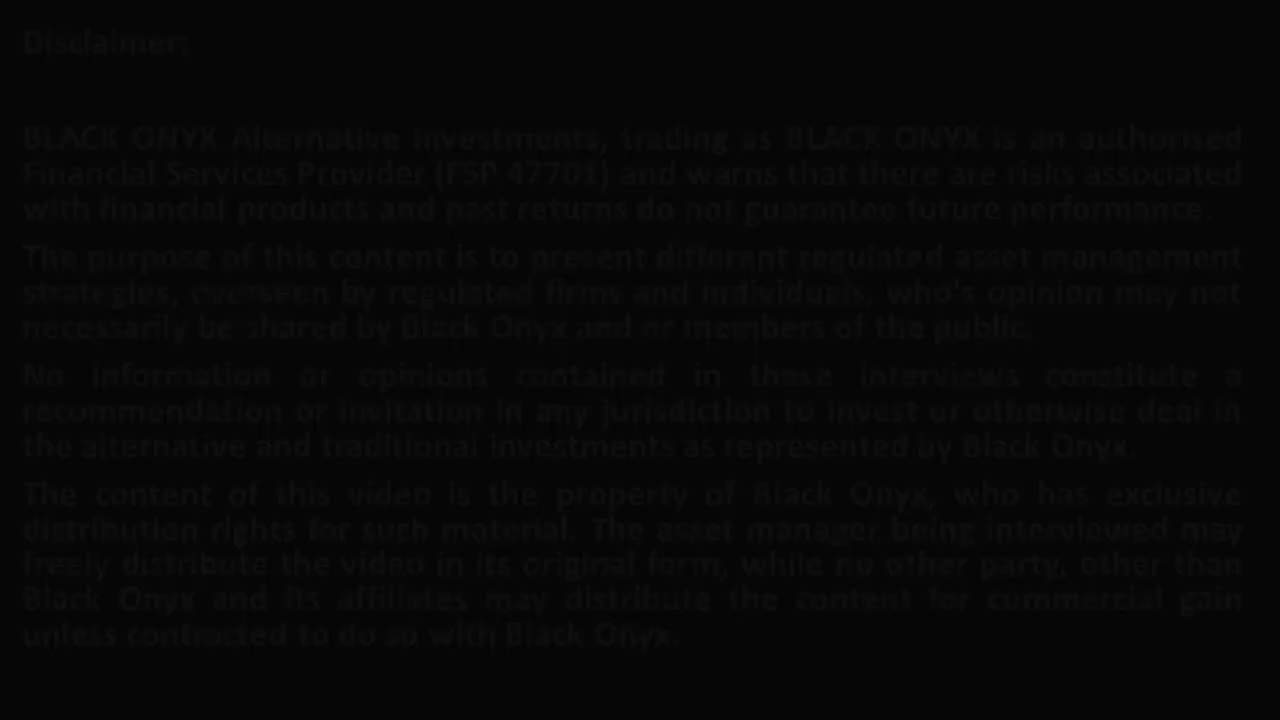 Disclaimer:
BLACK ONYX Alternative Investments, trading as BLACK ONYX is an authorised
Financial Services Provider (FSP 47701) and warns that there are risks associated
with financial products and past returns do not guarantee future performance.
The purpose of this content is to present different regulated asset management
strategies, overseen by regulated firms and individuals, who's opinion may not
necessarily be shared by Black Onyx and or members of the public.
No information or opinions contained in these interviews constitute a
recommendation or invitation in any jurisdiction to invest or otherwise deal in
the alternative and traditional investments as represented by Black Onyx.
The content of this video is the property of Black Onyx, who has exclusive
distribution rights for such material. The asset manager being interviewed may
freely distribute the video in its original form, while no other party, other than
Black Onyx and its affiliates may distribute the content for commercial gain
unless contracted to do so with Black Onyx.